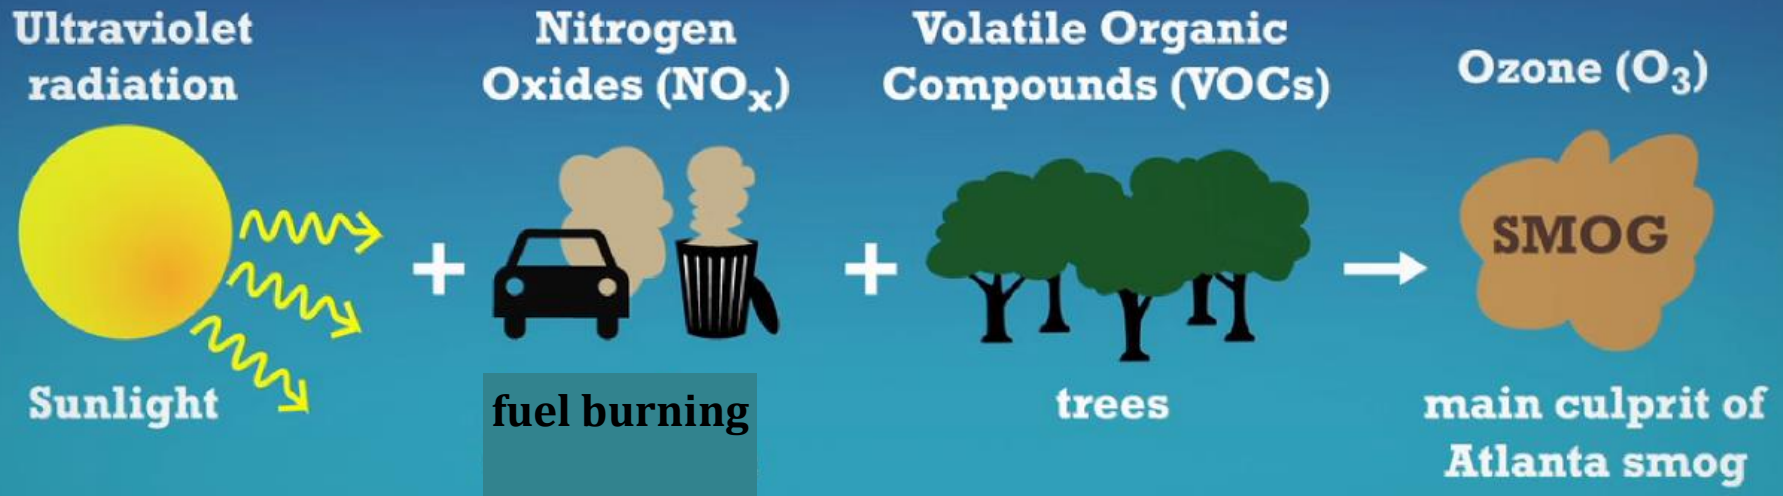 Ultraviolet
radiation
Sunlight
+
Nitrogen
Oxides (NOₓ)
fuel burning
+
Volatile Organic
Compounds (VOCs)
trees
Ozone (O₃)
SMOG
main culprit of
Atlanta smog